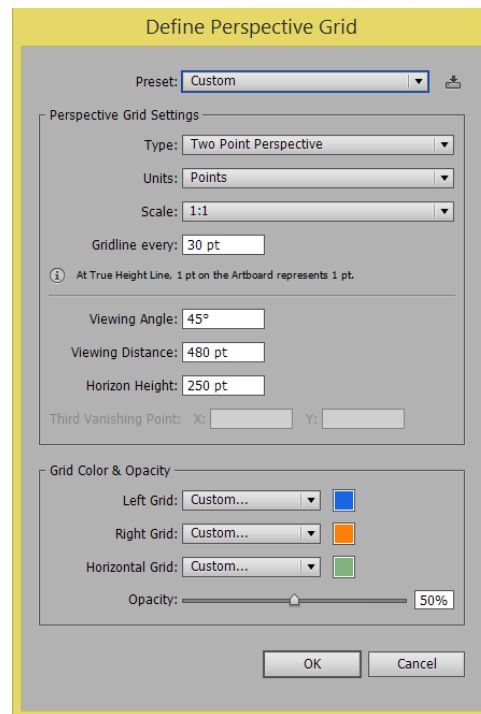 Define Perspective Grid
Preset: Custom
Perspective Grid Settings
Type: Two Point Perspective
Units: Points
Scale: 1:1
Gridline every: 30 pt
At True Height Line, 1 pt on the Artboard represents 1 pt.
Viewing Angle: 45°
Viewing Distance: 480 pt
Horizon Height: 250 pt
Third Vanishing Point: X: Y:
Grid Color & Opacity
Left Grid: Custom...
Right Grid: Custom...
Horizontal Grid: Custom...
Opacity: 50%
OK Cancel